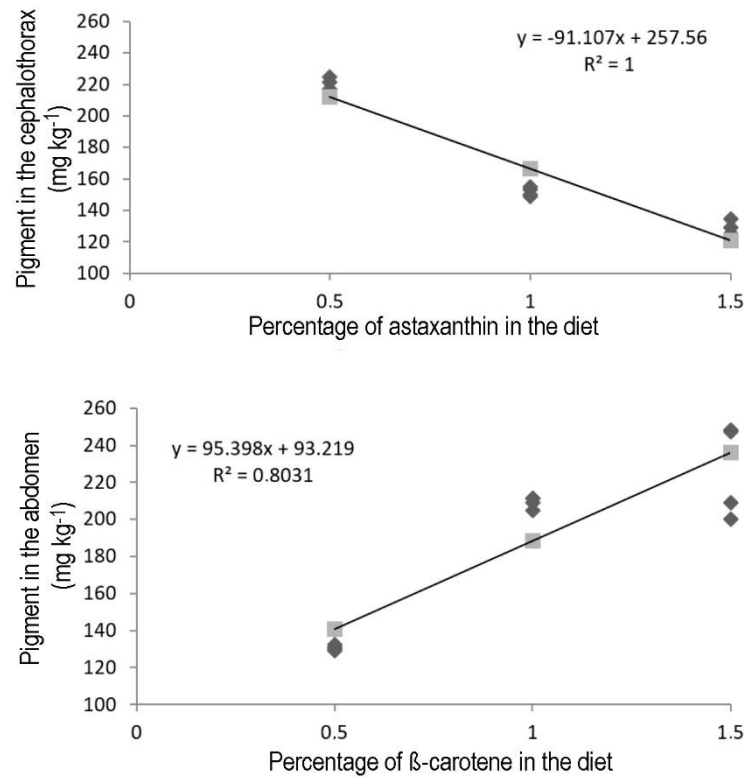 y = -91.107x + 257.56
R² = 1
Pigment in the cephalothorax
(mg kg⁻¹)
260
240
220
200
180
160
140
120
100
0
0.5
1
1.5
Percentage of astaxanthin in the diet
y = 95.398x + 93.219
R² = 0.8031
Pigment in the abdomen
(mg kg⁻¹)
260
240
220
200
180
160
140
120
100
0
0.5
1
1.5
Percentage of ß-carotene in the diet